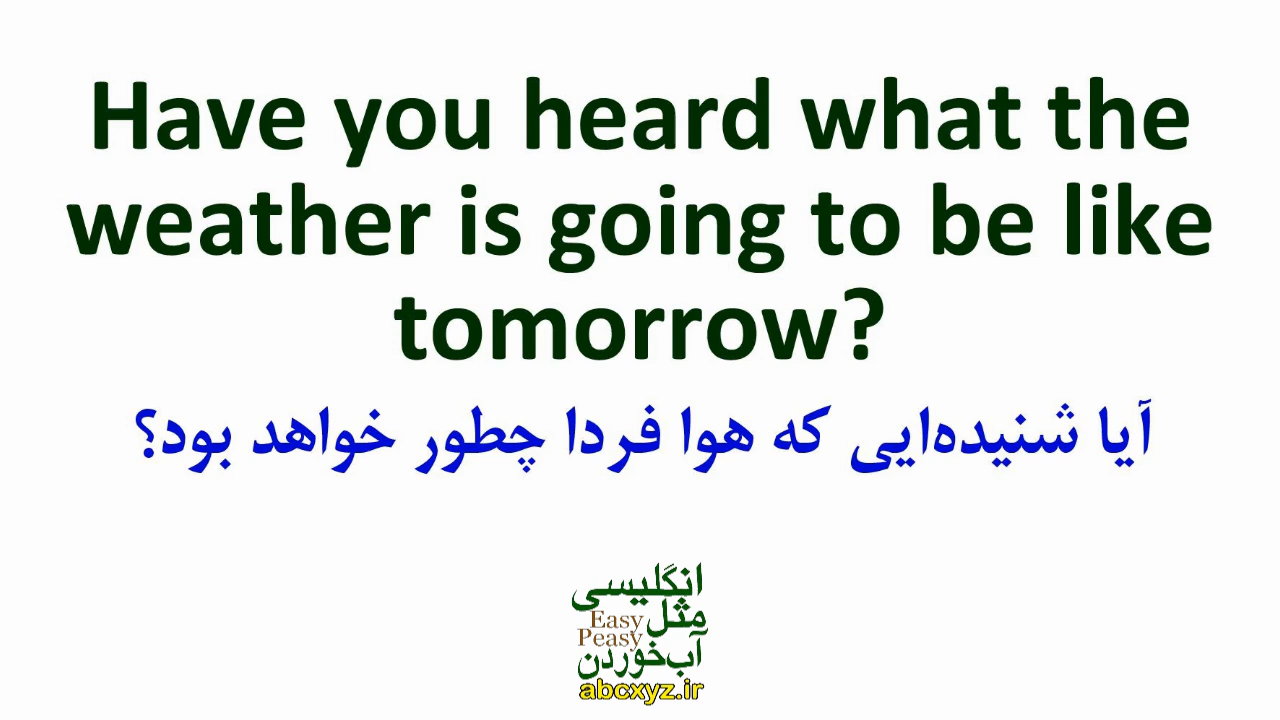 Have you heard what the
weather is going to be like
tomorrow?
آیا شنیده‌ایی که هوا فردا چطور خواهد بود؟
انگلیسی
مثل
Easy
Peasy
آب‌خوردن
abcxyz.ir